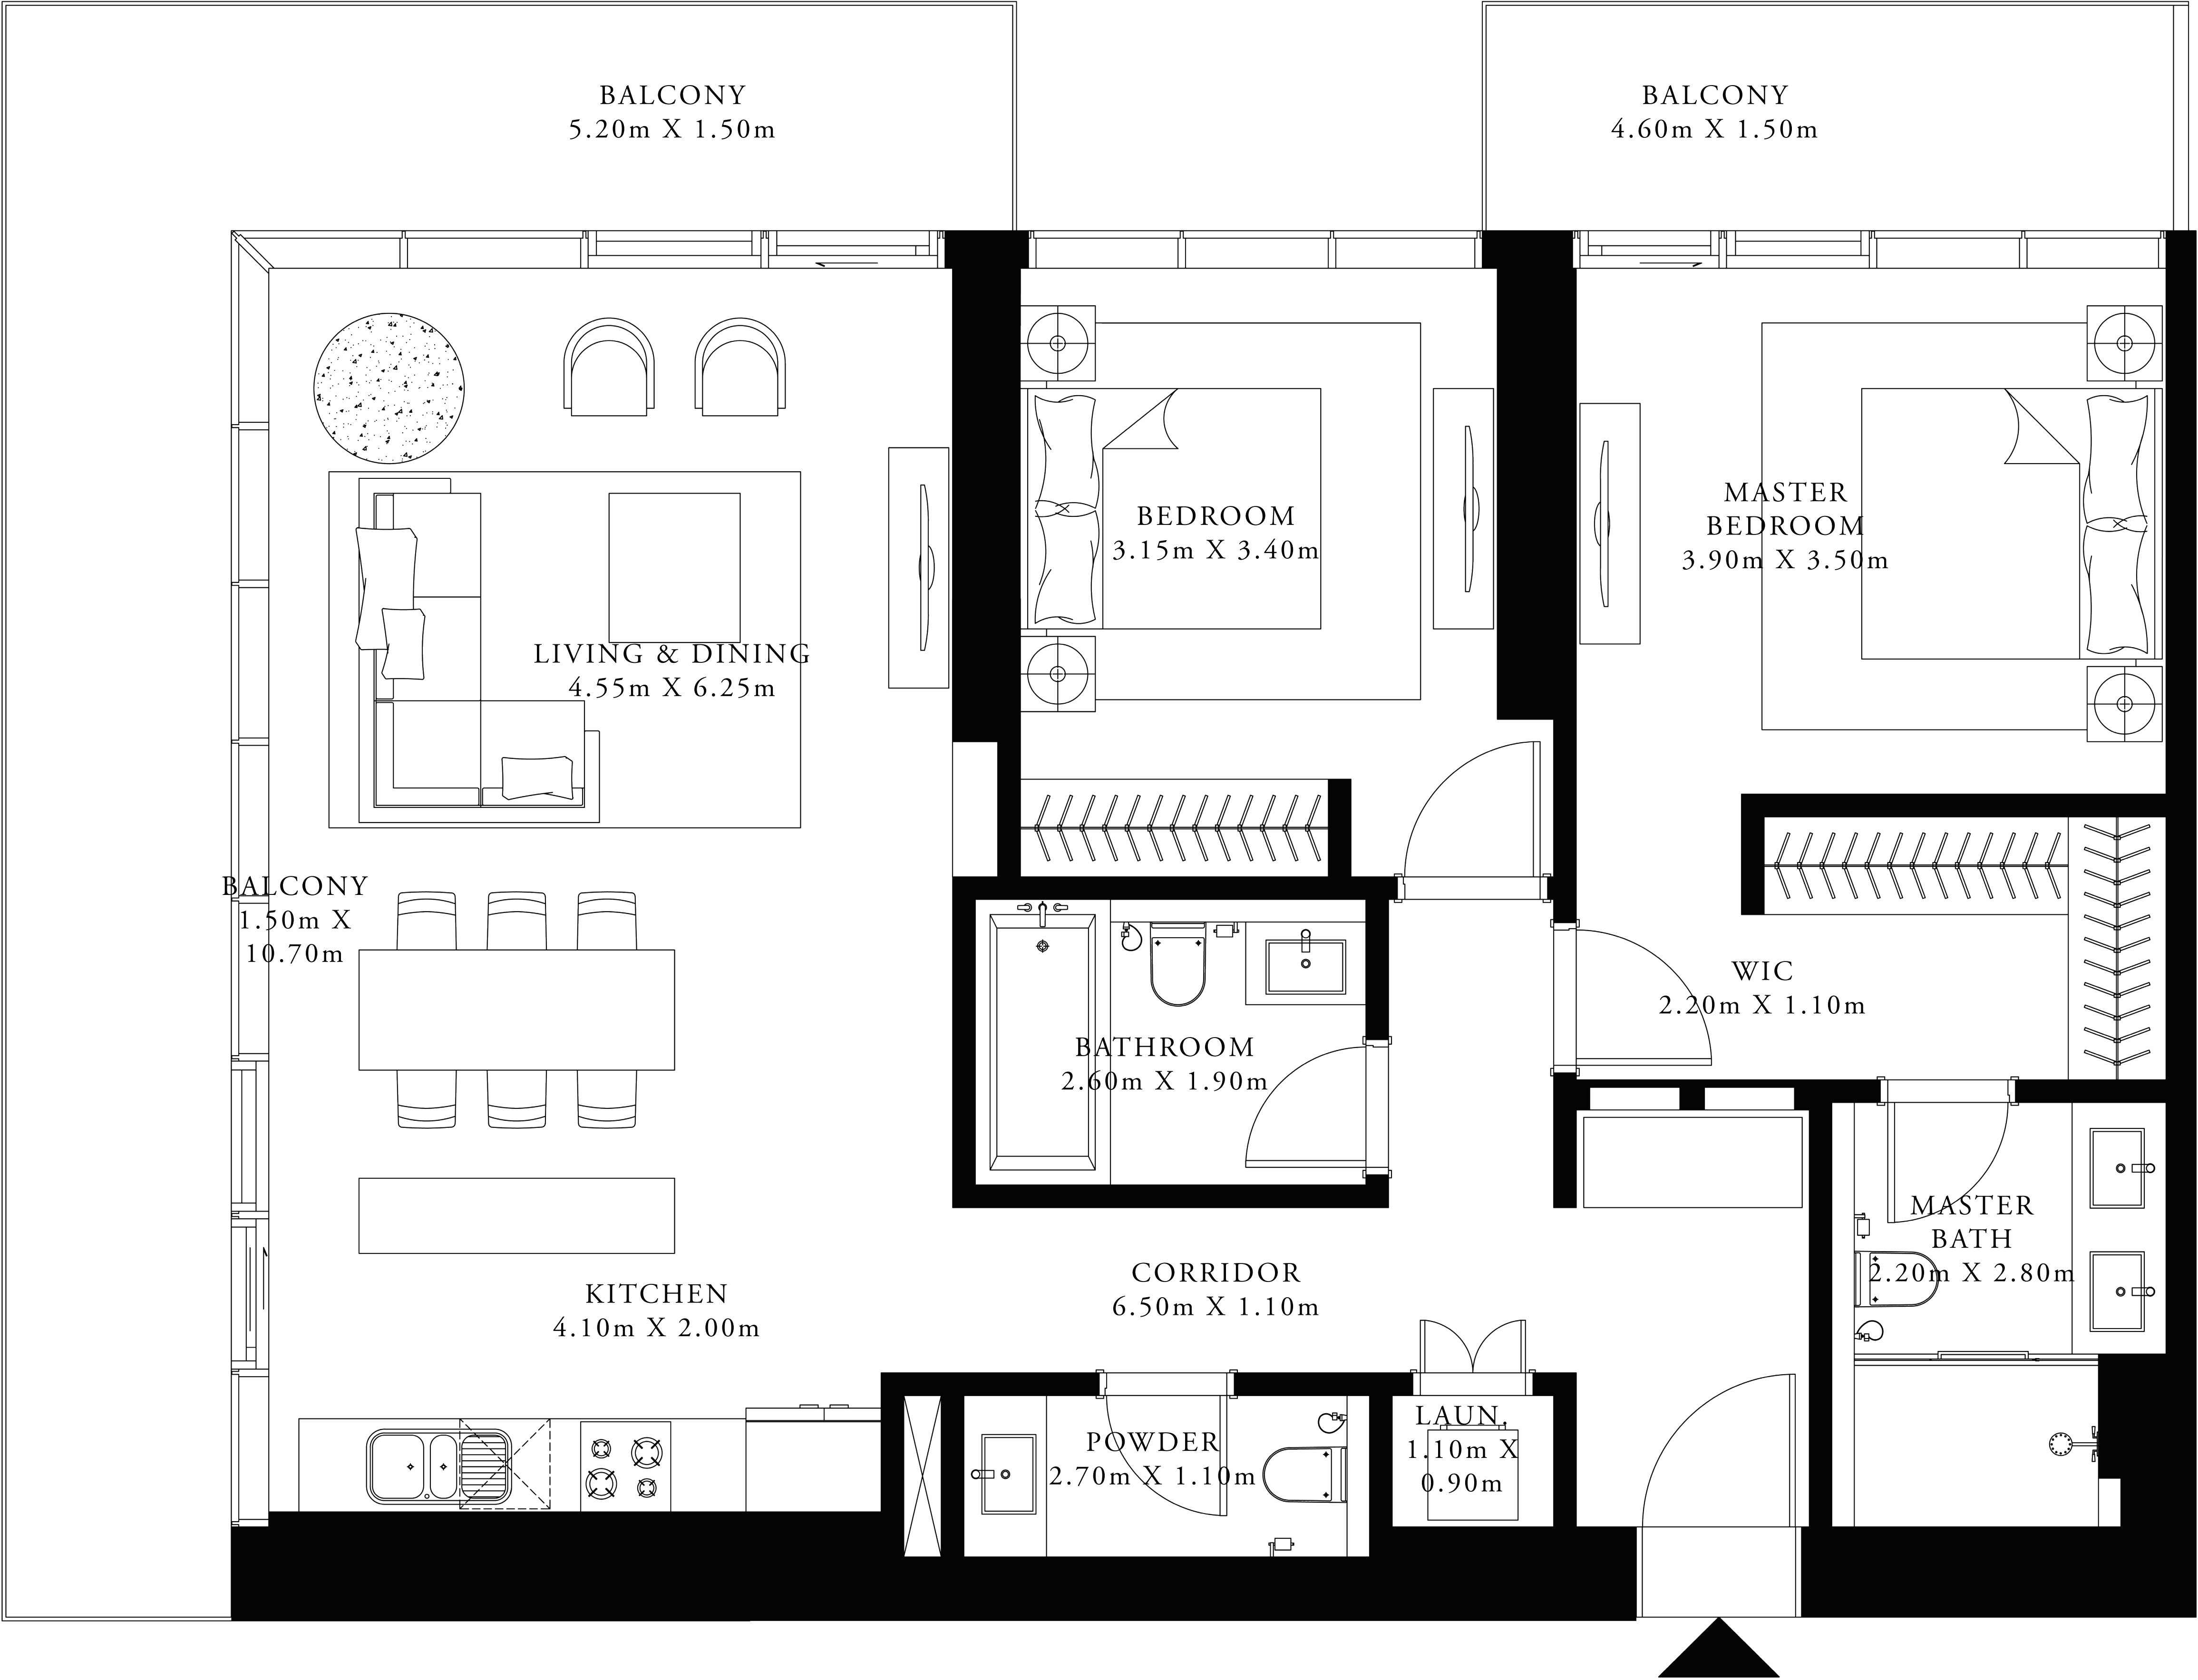 BALCONY
5.20m X 1.50m
BALCONY
4.60m X 1.50m
BEDROOM
3.15m X 3.40m
MASTER
BEDROOM
3.90m X 3.50m
LIVING & DINING
4.55m X 6.25m
BALCONY
1.50m X
10.70m
WIC
2.20m X 1.10m
BATHROOM
2.60m X 1.90m
MASTER
BATH
2.20m X 2.80m
CORRIDOR
6.50m X 1.10m
KITCHEN
4.10m X 2.00m
POWDER
2.70m X 1.10m
LAUN.
1.10m X
0.90m